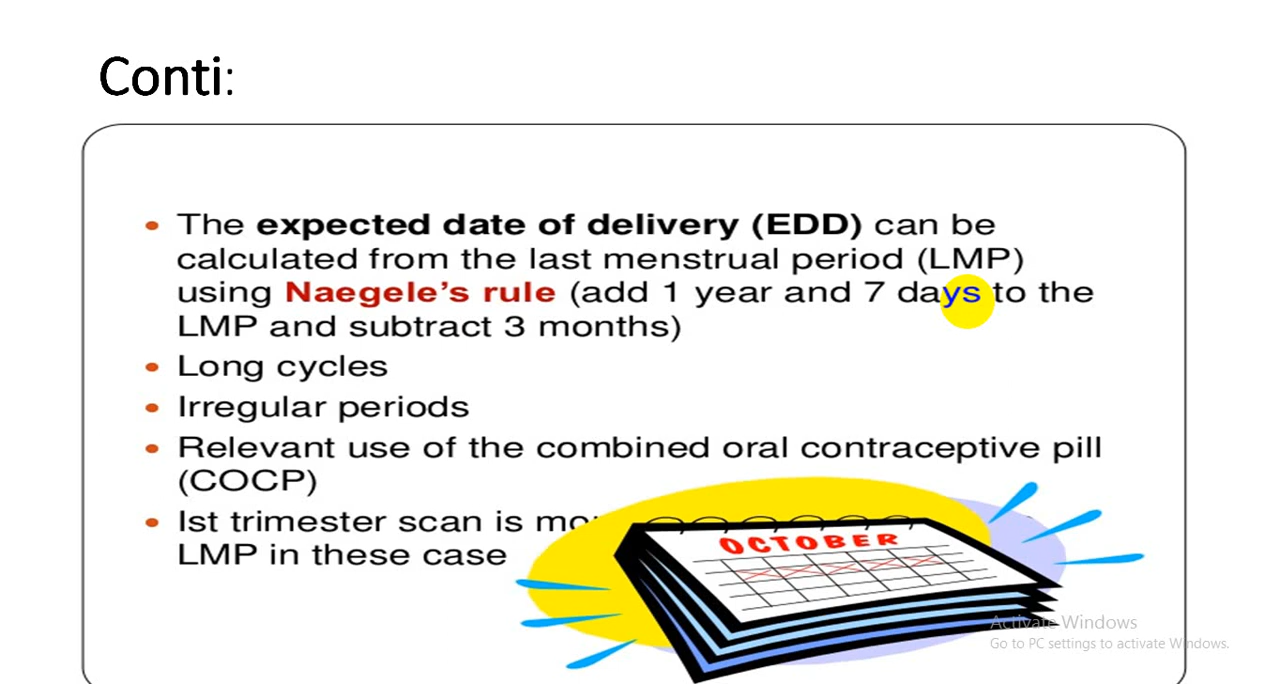 Conti:
• The expected date of delivery (EDD) can be
calculated from the last menstrual period (LMP)
using Naegele's rule (add 1 year and 7 days to the
LMP and subtract 3 months)
• Long cycles
• Irregular periods
• Relevant use of the combined oral contraceptive pill
(COCP)
• Ist trimester scan is
LMP in these case
OCTOBER
Activate Windows
Go to PC settings to activate Windows.